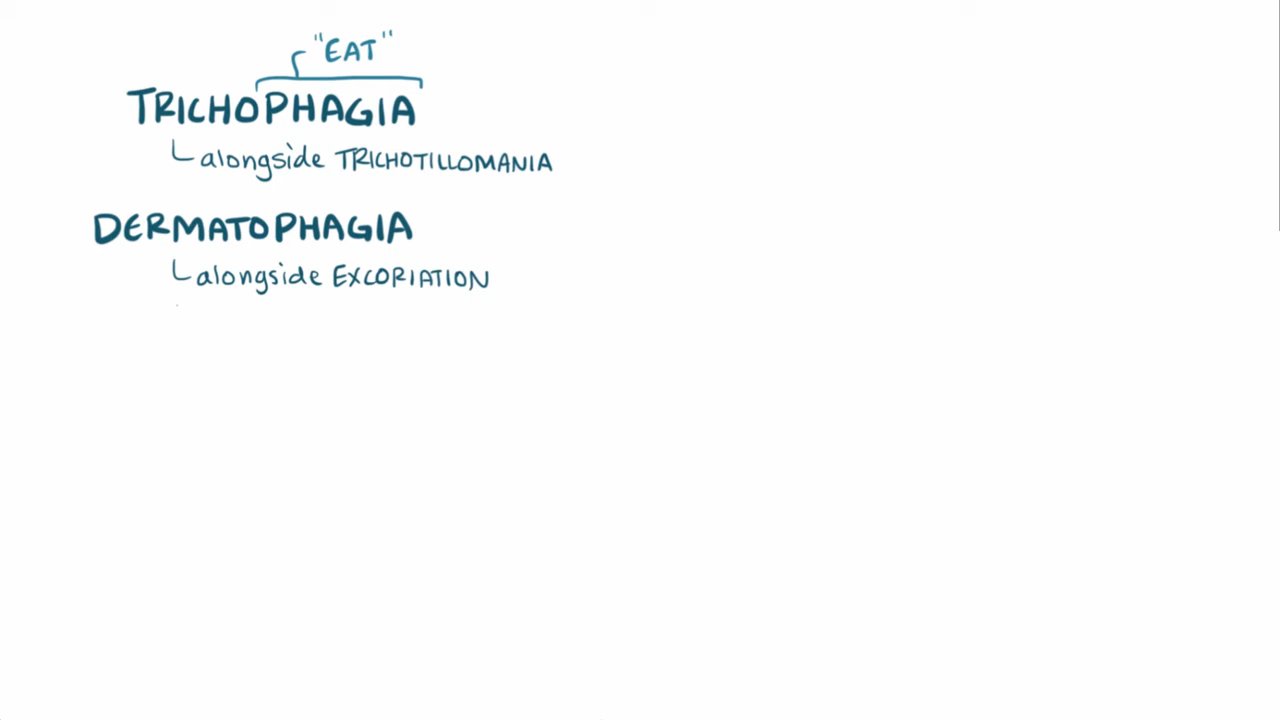 "EAT"
TRICHOPHAGIA
alongside TRICHOTILLOMANIA
DERMATOPHAGIA
alongside EXCORIATION